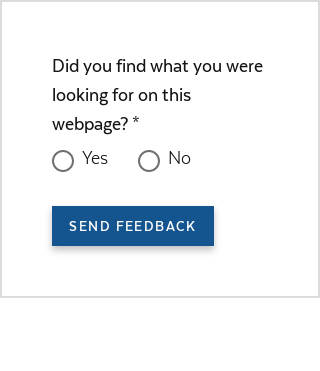 Did you find what you were
looking for on this
webpage? *
Yes No
SEND FEEDBACK